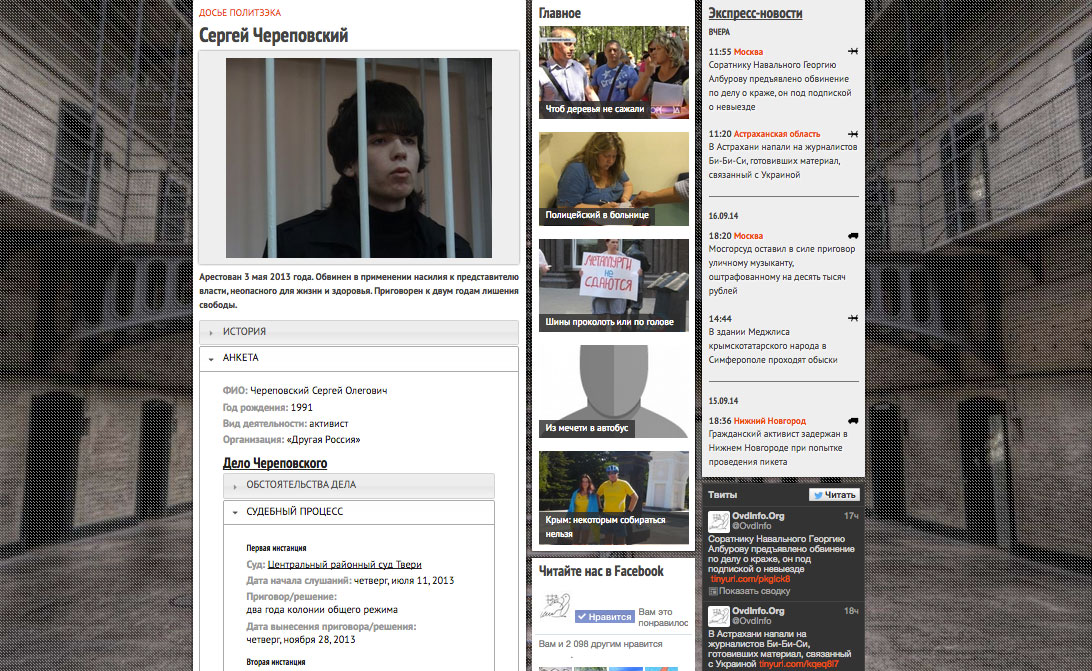 ДОСЬЕ ПОЛИТЗЭКА
Сергей Череповский
Арестован 3 мая 2013 года. Обвинен в применении насилия к представителю
власти, неопасного для жизни и здоровья. Приговорен к двум годам лишения
свободы.
ИСТОРИЯ
АНКЕТА
ФИО: Череповский Сергей Олегович
Год рождения: 1991
Вид деятельности: активист
Организация: «Другая Россия»
Дело Череповского
ОБСТОЯТЕЛЬСТВА ДЕЛА
СУДЕБНЫЙ ПРОЦЕСС
Первая инстанция
Суд: Центральный районный суд Твери
Дата начала слушаний: четверг, июля 11, 2013
Приговор/решение:
два года колонии общего режима
Дата вынесения приговора/решения:
четверг, ноября 28, 2013
Вторая инстанция
Главное
Чтоб деревья не сажали
Полицейский в больнице
МЕТАЛЛУРГИ
НЕ
СДАЮТСЯ
Шины проколоть или по голове
Из мечети в автобус
Крым: некоторым собираться
нельзя
Читайте нас в Facebook
Нравится
Вам это
понравилос
Вам и 2 098 другим нравится
Экспресс-новости
ВЧЕРА
11:55 Москва
Соратнику Навального Георгию
Албурову предъявлено обвинение
по делу о краже, он под подпиской
о невыезде
11:20 Астраханская область
В Астрахани напали на журналистов
Би-Би-Си, готовивших материал,
связанный с Украиной
16.09.14
18:20 Москва
Мосгорсуд оставил в силе приговор
уличному музыканту,
оштрафованному на десять тысяч
рублей
14:44
В здании Меджлиса
крымскотатарского народа в
Симферополе проходят обыски
15.09.14
18:36 Нижний Новгород
Гражданский активист задержан в
Нижнем Новгороде при попытке
проведения пикета
Твиты
Читать
OvdInfo.Org 17ч
@OvdInfo
Соратнику Навального Георгию
Албурову предъявлено обвинение
по делу о краже, он под
подпиской о невыезде
tinyurl.com/pkglck8
Показать сводку
OvdInfo.Org 18ч
@OvdInfo
В Астрахани напали на
журналистов Би-Би-Си,
готовивших материал, связанный
с Украиной tinyurl.com/kqeq8l7